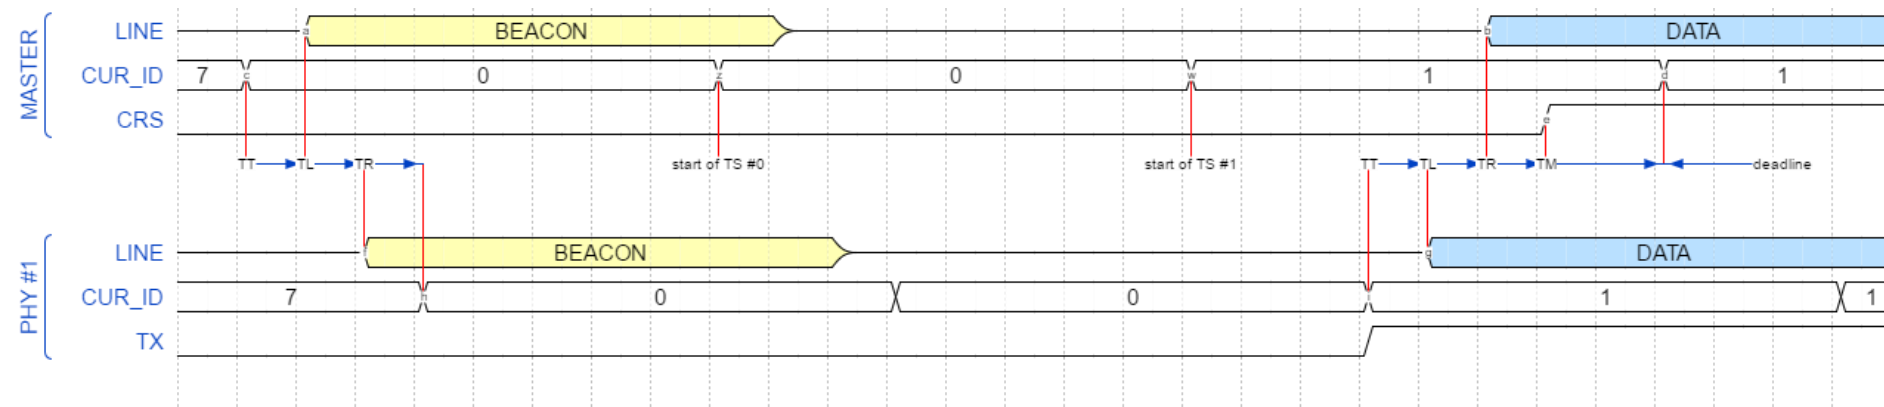 MASTER
LINE a BEACON b DATA
CUR_ID 7 c 0 z 0 w 1 d 1
CRS e
TT TL TR start of TS #0 start of TS #1 TT TL TR TM deadline
PHY #1
LINE f BEACON g DATA
CUR_ID 7 h 0 0 1 1
TX